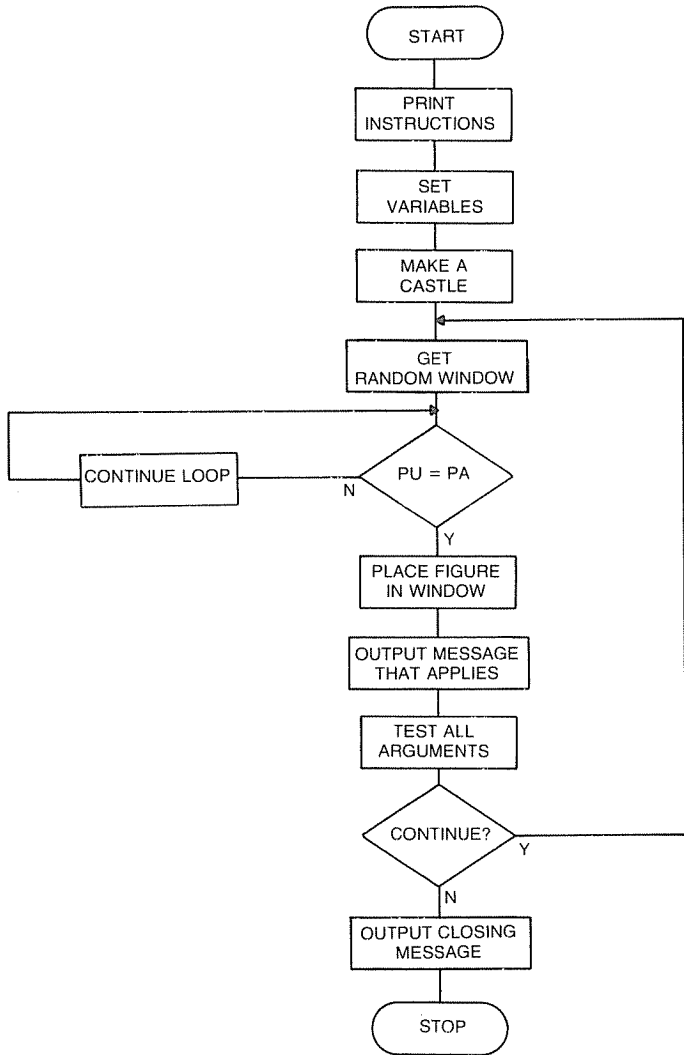 START
PRINT
INSTRUCTIONS
SET
VARIABLES
MAKE A
CASTLE
GET
RANDOM WINDOW
PU = PA
N
CONTINUE LOOP
Y
PLACE FIGURE
IN WINDOW
OUTPUT MESSAGE
THAT APPLIES
TEST ALL
ARGUMENTS
CONTINUE?
Y
N
OUTPUT CLOSING
MESSAGE
STOP